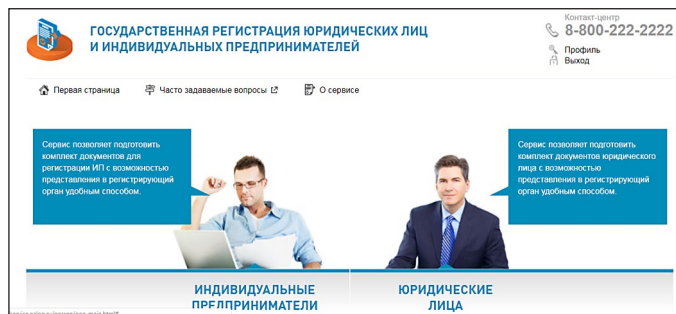 ГОСУДАРСТВЕННАЯ РЕГИСТРАЦИЯ ЮРИДИЧЕСКИХ ЛИЦ
И ИНДИВИДУАЛЬНЫХ ПРЕДПРИНИМАТЕЛЕЙ
Контакт-центр
8-800-222-2222
Профиль
Выход
Первая страница
Часто задаваемые вопросы
О сервисе
Сервис позволяет подготовить
комплект документов для
регистрации ИП с возможностью
представления в регистрирующий
орган удобным способом.
Сервис позволяет подготовить
комплект документов юридического
лица с возможностью
представления в регистрирующий
орган удобным способом.
ИНДИВИДУАЛЬНЫЕ
ПРЕДПРИНИМАТЕЛИ
ЮРИДИЧЕСКИЕ
ЛИЦА